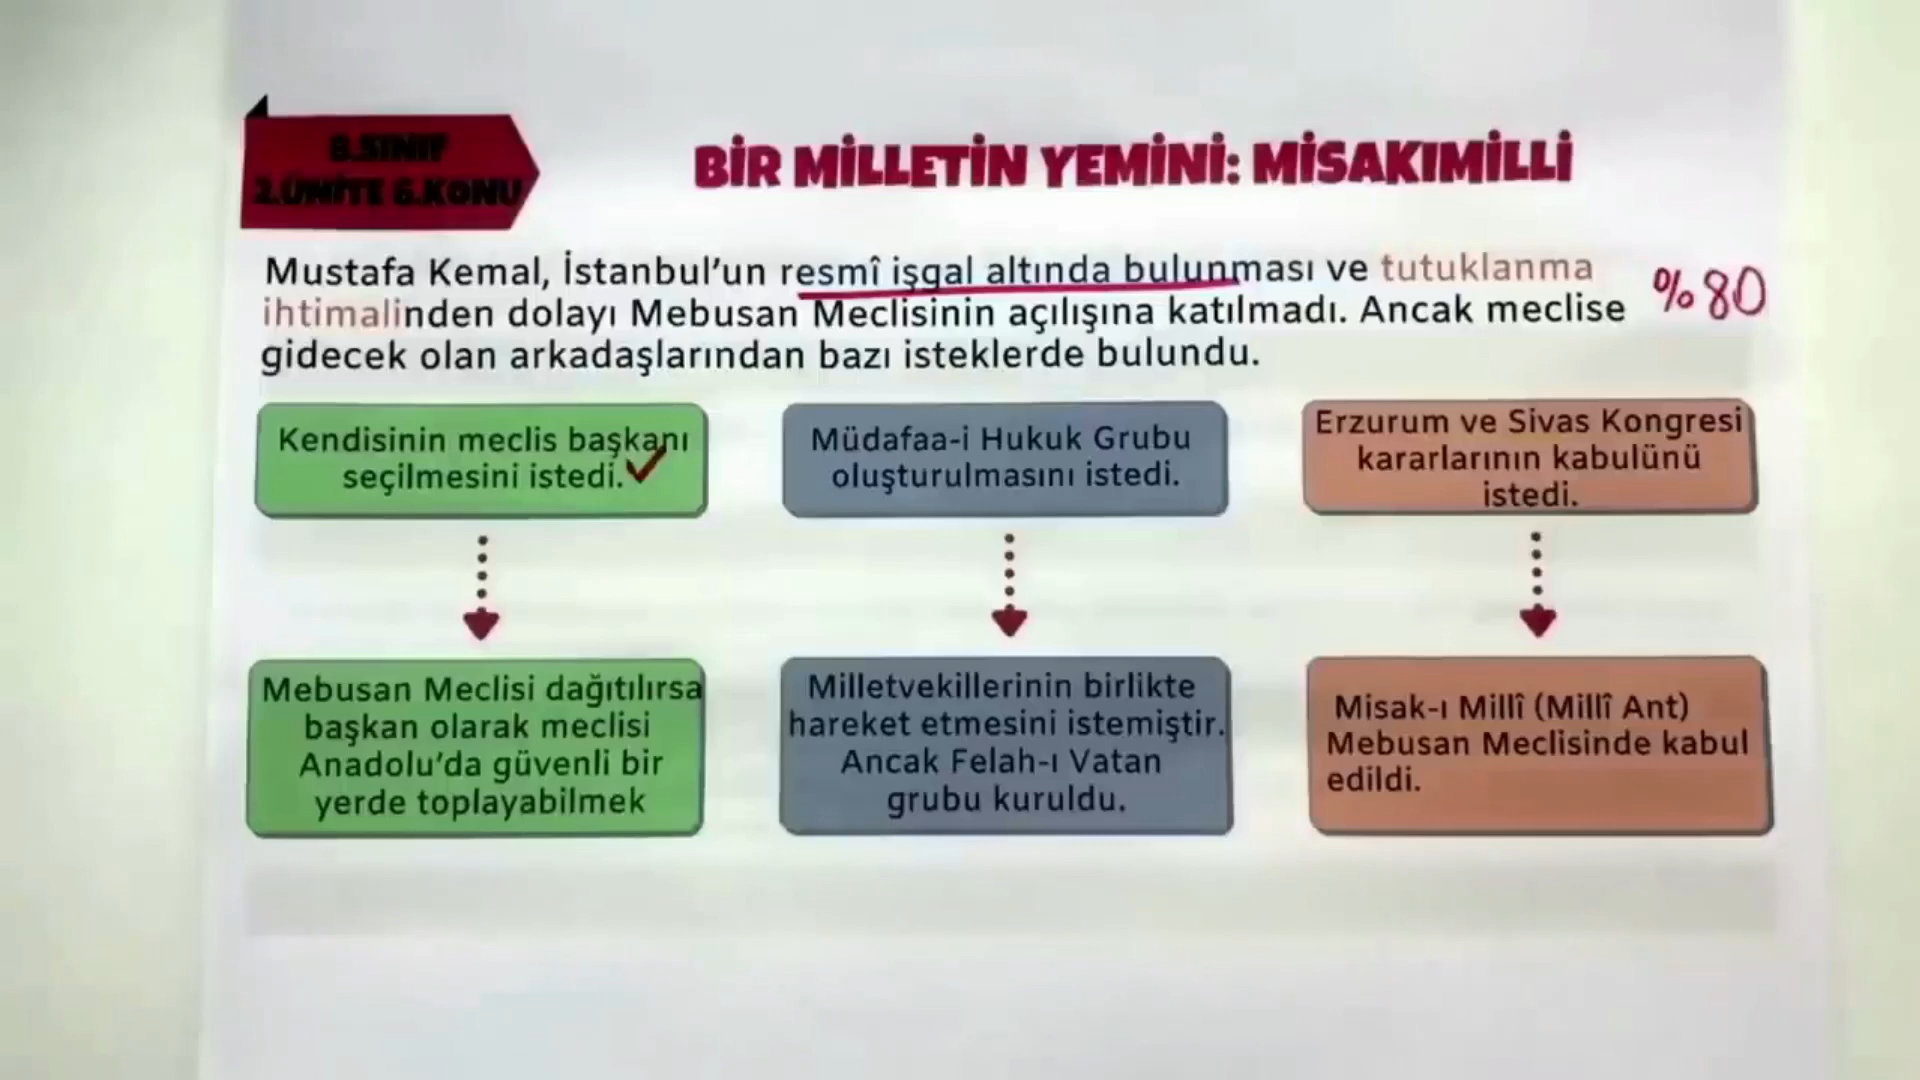 8.SINIF
2.ÜNİTE 6.KONU
BİR MİLLETİN YEMİNİ: MİSAKIMİLLİ
Mustafa Kemal, İstanbul’un resmî işgal altında bulunması ve tutuklanma
ihtimalinden dolayı Mebusan Meclisinin açılışına katılmadı. Ancak meclise
gidecek olan arkadaşlarından bazı isteklerde bulundu.
%80
Kendisinin meclis başkanı
seçilmesini istedi.
Müdafaa-i Hukuk Grubu
oluşturulmasını istedi.
Erzurum ve Sivas Kongresi
kararlarının kabulünü
istedi.
Mebusan Meclisi dağıtılırsa
başkan olarak meclisi
Anadolu’da güvenli bir
yerde toplayabilmek
Milletvekillerinin birlikte
hareket etmesini istemiştir.
Ancak Felah-ı Vatan
grubu kuruldu.
Misak-ı Millî (Millî Ant)
Mebusan Meclisinde kabul
edildi.